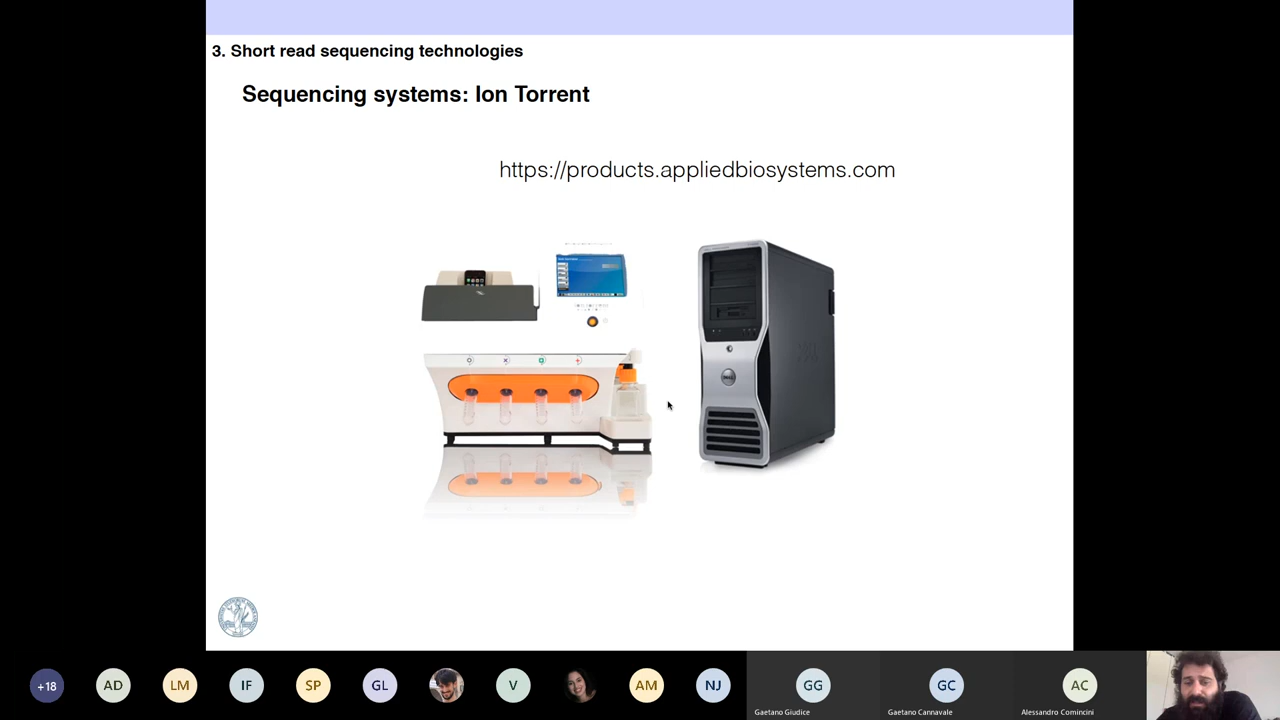 3. Short read sequencing technologies
Sequencing systems: Ion Torrent
https://products.appliedbiosystems.com
DELL
+18
AD
LM
IF
SP
GL
V
AM
NJ
GG
GC
AC
Gaetano Giudice
Gaetano Cannavale
Alessandro Comincini